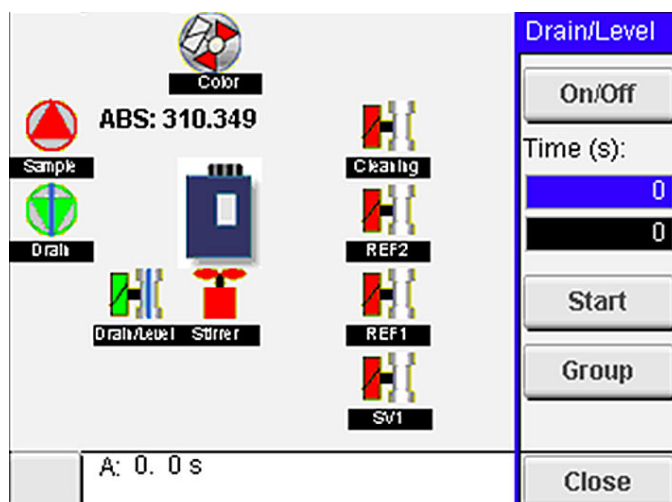 Drain/Level
Color
On/Off
ABS: 310.349
Sample
Cleaning
Time (s):
0
0
Drain
REF2
Drain/Level
Stirrer
REF1
Start
Group
SV1
A: 0. 0 s
Close